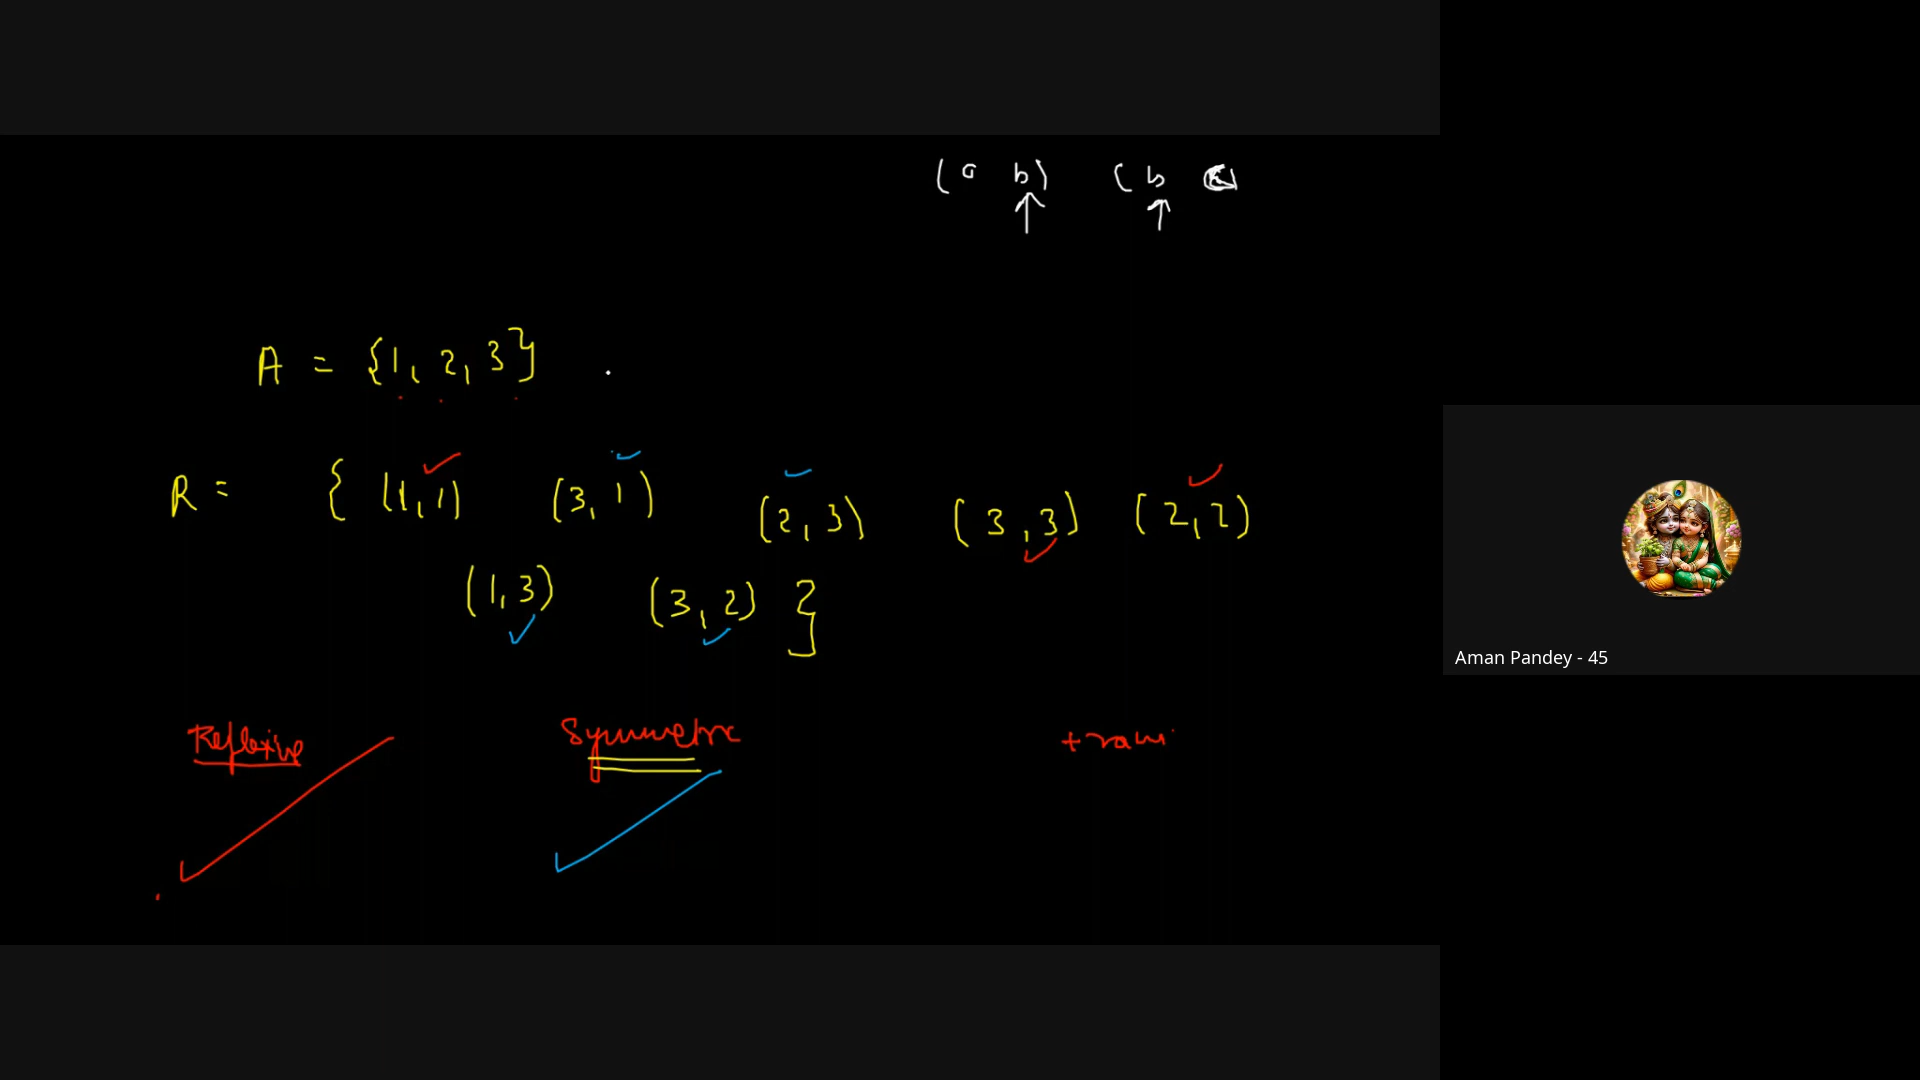 (a b) (b
A = {1, 2, 3}
R = { (1,1) (3, 1) (2, 3) (3, 3) (2, 2)
(1, 3) (3, 2) }
Reflexive Symmetric
Aman Pandey - 45